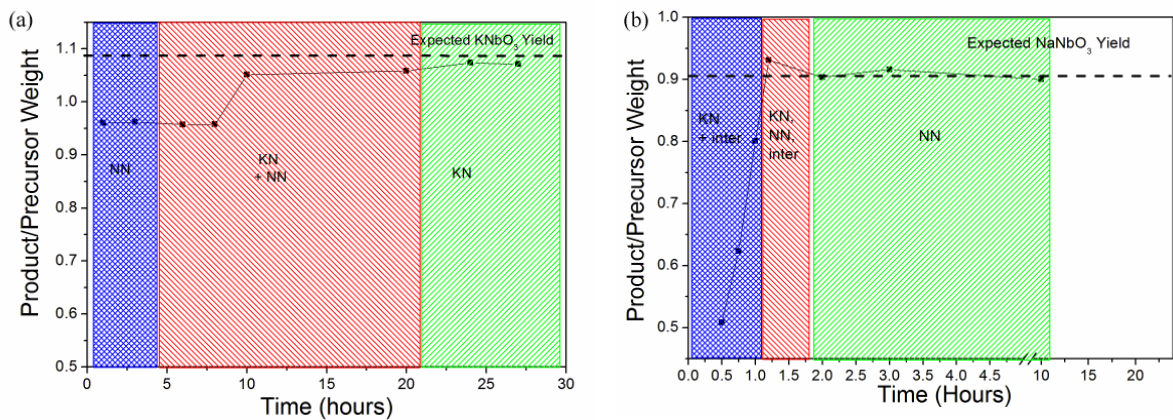 (a)
Product/Precursor Weight
1.1
1.0
0.9
0.8
0.7
0.6
0.5
Expected KNbO₃ Yield
NN
KN
+ NN
KN
0 5 10 15 20 25 30
Time (hours)
(b)
Product/Precursor Weight
1.0
0.9
0.8
0.7
0.6
0.5
Expected NaNbO₃ Yield
KN
+ inter
KN,
NN,
inter
NN
0.0 0.5 1.0 1.5 2.0 2.5 3.0 3.5 4.0 4.5 10 15 20
Time (Hours)